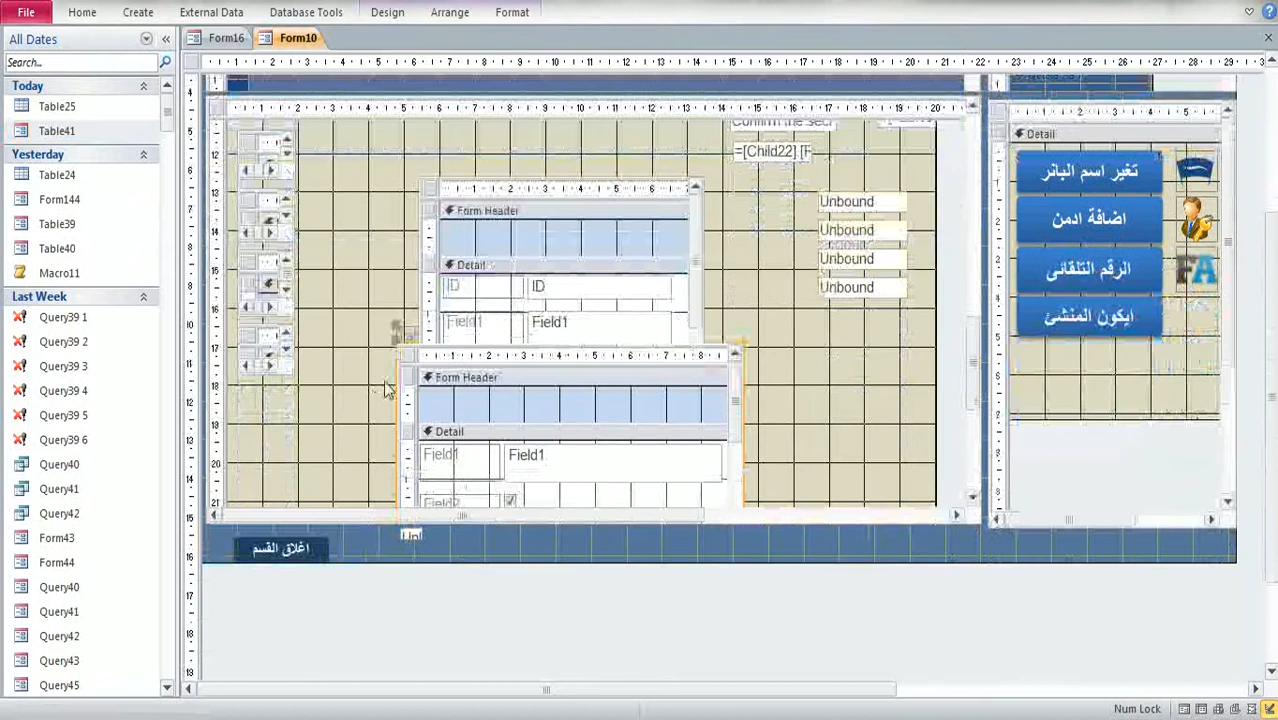 File Home Create External Data Database Tools Design Arrange Format
All Dates
Form16 Form10
Search...
Today
Table25
Table41
Yesterday
Table24
Form144
Table39
Table40
Macro11
Last Week
Query39 1
Query39 2
Query39 3
Query39 4
Query39 5
Query39 6
Query40
Query41
Query42
Form43
Form44
Query40
Query41
Query42
Query43
Query45
=[Child22].[F
Unbound
Unbound
Unbound
Unbound
Form Header
Detail
ID ID
Field1 Field1
Form Header
Detail
Field1 Field1
Field2
اغلاق القسم
Detail
تغير اسم البانر
اضافة ادمن
الرقم التلقائى
ايكون المنشئ
FA
Num Lock